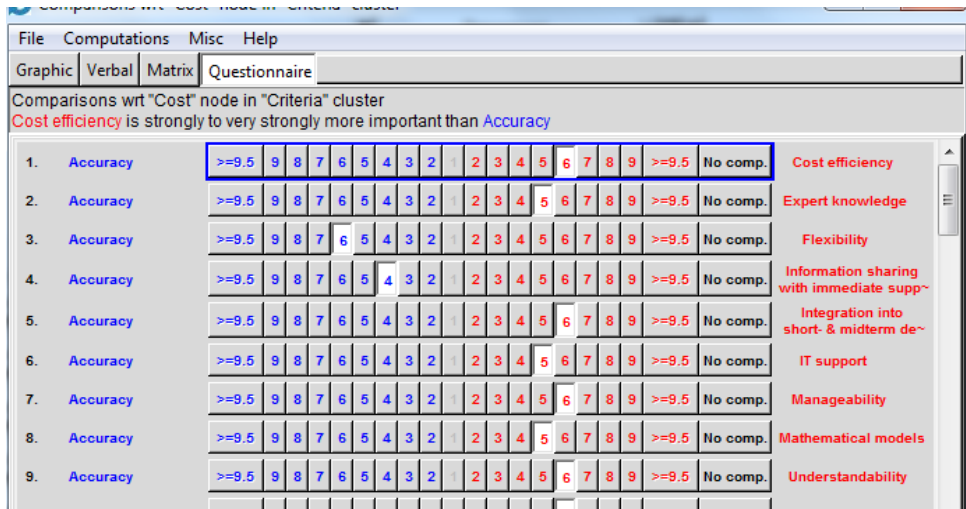 Comparisons wrt "Cost" node in "Criteria" cluster
File Computations Misc Help
Graphic Verbal Matrix Questionnaire
Comparisons wrt "Cost" node in "Criteria" cluster
Cost efficiency is strongly to very strongly more important than Accuracy
1. Accuracy >=9.5 9 8 7 6 5 4 3 2 1 2 3 4 5 6 7 8 9 >=9.5 No comp. Cost efficiency
2. Accuracy >=9.5 9 8 7 6 5 4 3 2 1 2 3 4 5 6 7 8 9 >=9.5 No comp. Expert knowledge
3. Accuracy >=9.5 9 8 7 6 5 4 3 2 1 2 3 4 5 6 7 8 9 >=9.5 No comp. Flexibility
4. Accuracy >=9.5 9 8 7 6 5 4 3 2 1 2 3 4 5 6 7 8 9 >=9.5 No comp. Information sharing
with immediate supp~
5. Accuracy >=9.5 9 8 7 6 5 4 3 2 1 2 3 4 5 6 7 8 9 >=9.5 No comp. Integration into
short- & midterm de~
6. Accuracy >=9.5 9 8 7 6 5 4 3 2 1 2 3 4 5 6 7 8 9 >=9.5 No comp. IT support
7. Accuracy >=9.5 9 8 7 6 5 4 3 2 1 2 3 4 5 6 7 8 9 >=9.5 No comp. Manageability
8. Accuracy >=9.5 9 8 7 6 5 4 3 2 1 2 3 4 5 6 7 8 9 >=9.5 No comp. Mathematical models
9. Accuracy >=9.5 9 8 7 6 5 4 3 2 1 2 3 4 5 6 7 8 9 >=9.5 No comp. Understandability